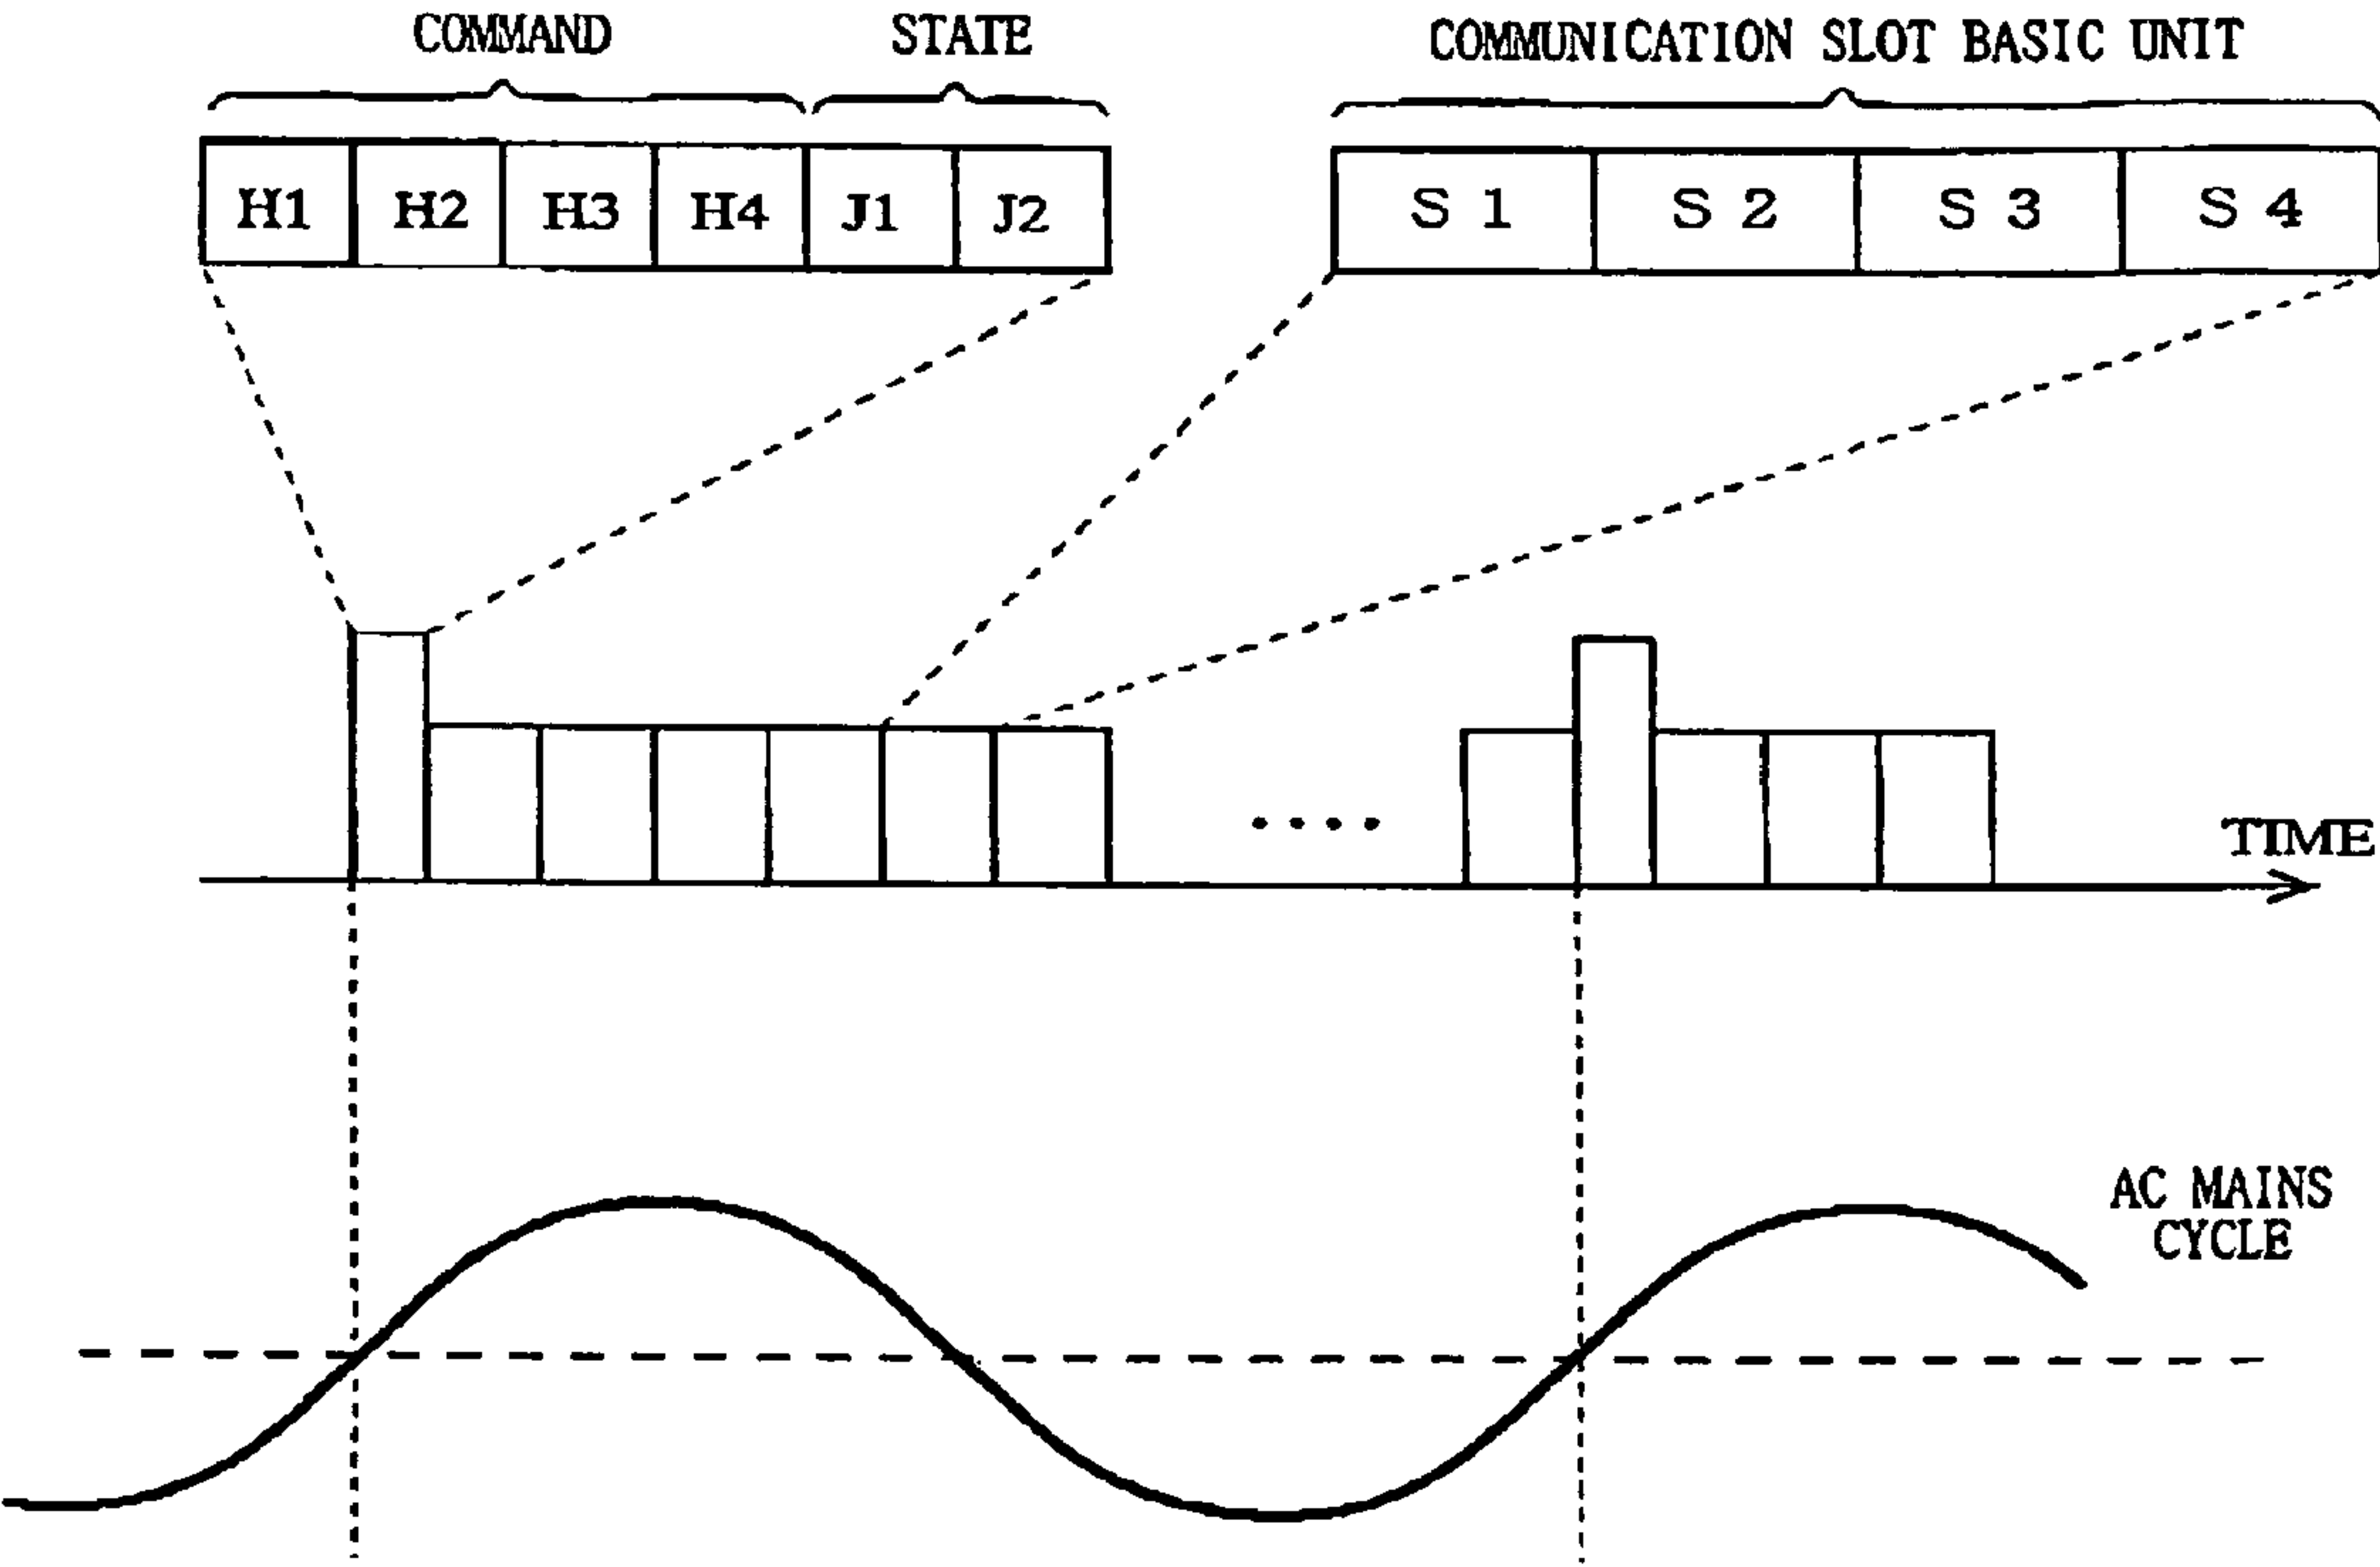 COMMAND STATE COMMUNICATION SLOT BASIC UNIT
H1 H2 H3 H4 J1 J2 S 1 S 2 S 3 S 4
TIME
AC MAINS
CYCLE